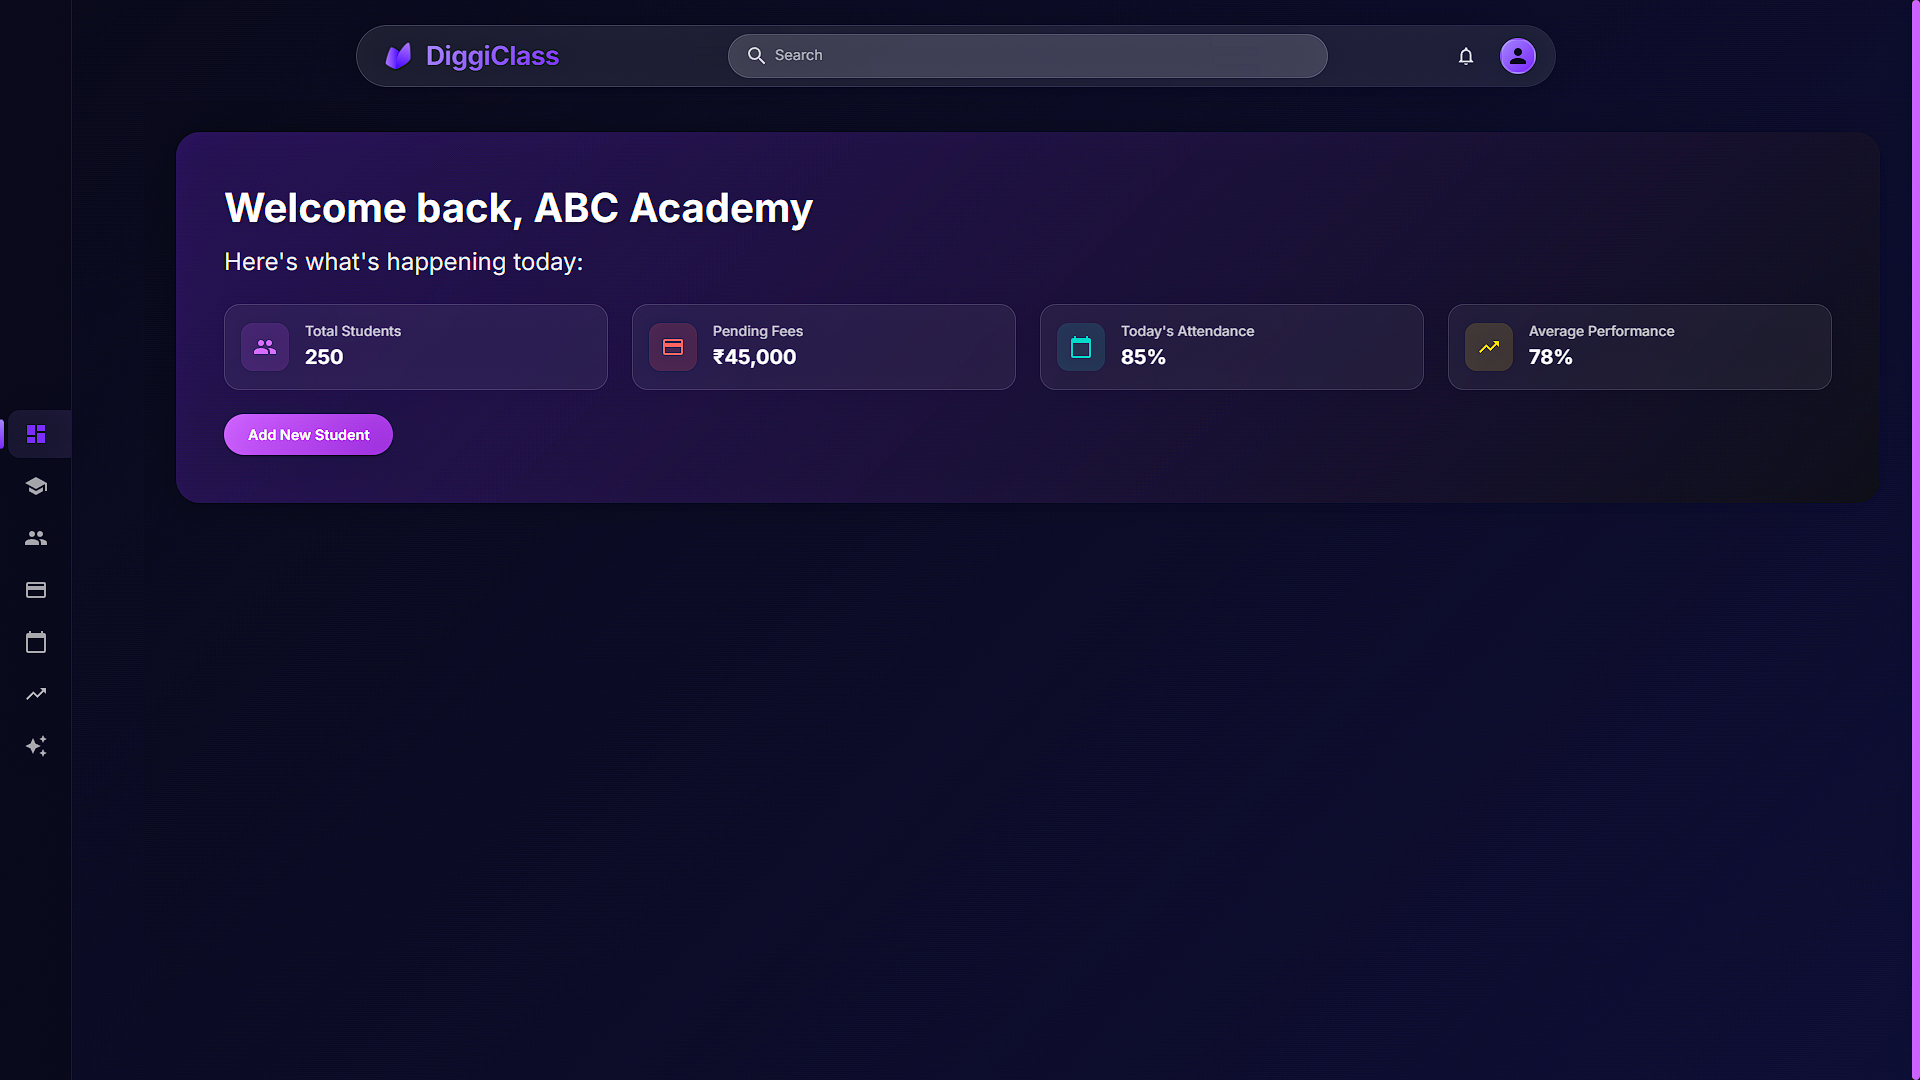 DiggiClass
Search
Welcome back, ABC Academy
Here's what's happening today:
Total Students
250
Pending Fees
₹45,000
Today's Attendance
85%
Average Performance
78%
Add New Student